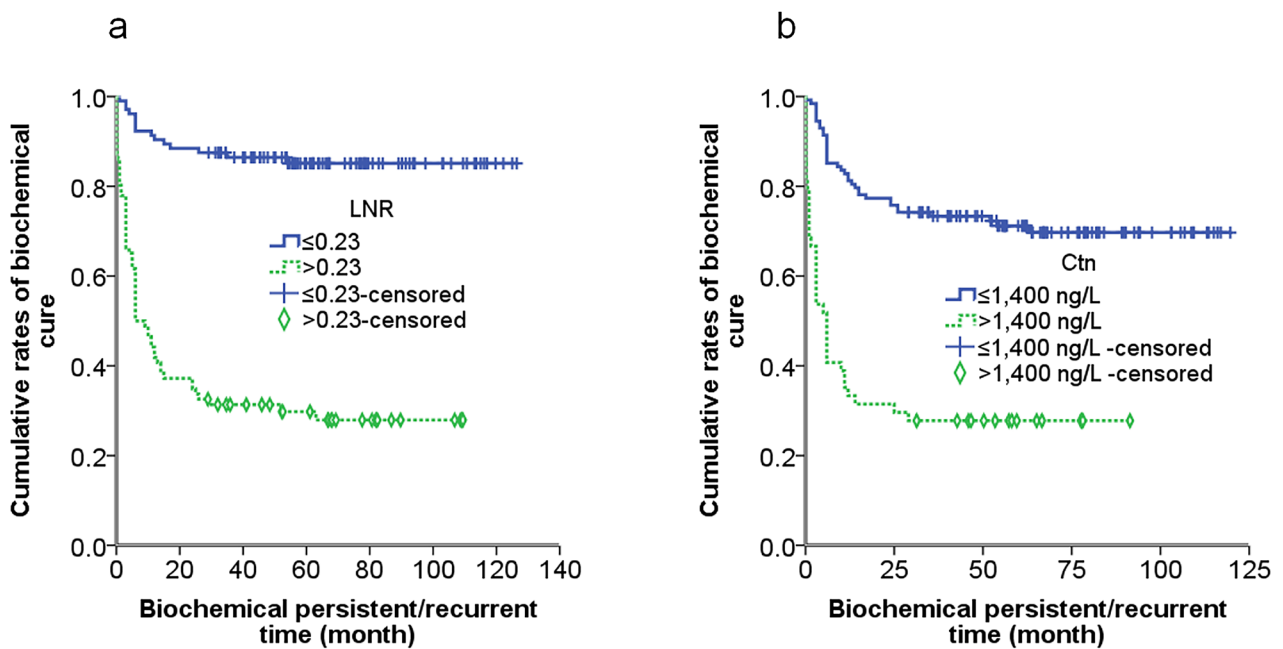 a
Cumulative rates of biochemical
cure
1.0
0.8
0.6
0.4
0.2
0.0
LNR
≤0.23
>0.23
≤0.23-censored
>0.23-censored
0 20 40 60 80 100 120 140
Biochemical persistent/recurrent
time (month)
b
Cumulative rates of biochemical
cure
1.0
0.8
0.6
0.4
0.2
0.0
Ctn
≤1,400 ng/L
>1,400 ng/L
≤1,400 ng/L -censored
>1,400 ng/L -censored
0 25 50 75 100 125
Biochemical persistent/recurrent
time (month)